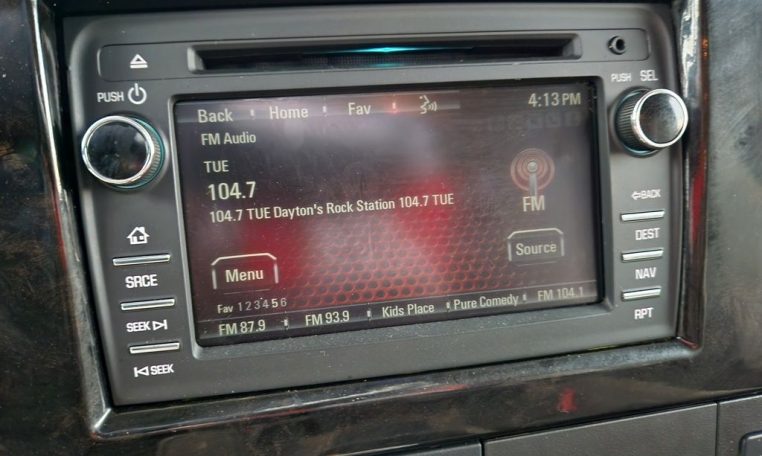 PUSH
PUSH SEL
Back Home Fav 4:13 PM
FM Audio
TUE
104.7
104.7 TUE Dayton's Rock Station 104.7 TUE
FM
Menu
Source
Fav 1 2 3 4 5 6
FM 87.9 FM 93.9 Kids Place Pure Comedy FM 104.1
SRCE
SEEK
SEEK
BACK
DEST
NAV
RPT